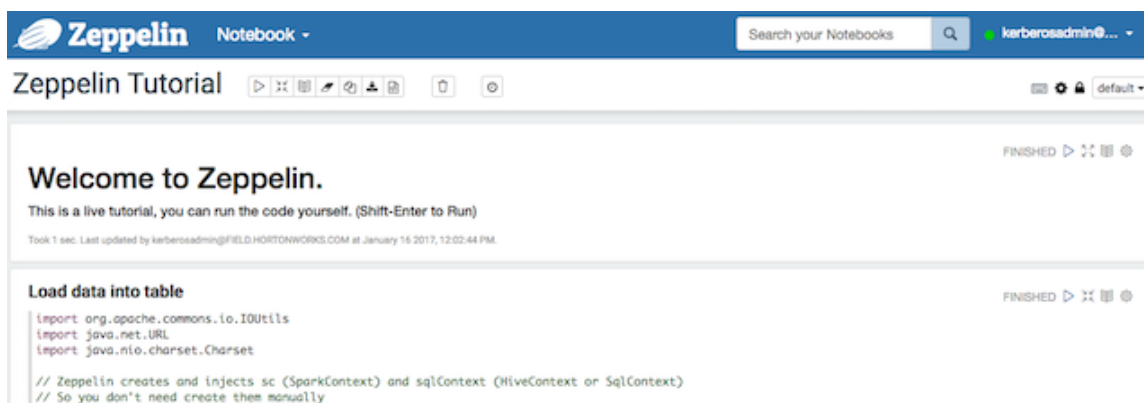 Zeppelin Notebook Search your Notebooks kerberosadmin@...
Zeppelin Tutorial default
FINISHED
Welcome to Zeppelin.
This is a live tutorial, you can run the code yourself. (Shift-Enter to Run)
Took 1 sec. Last updated by kerberosadmin@FIELD.HORTONWORKS.COM at January 16 2017, 12:02:44 PM.
Load data into table FINISHED
import org.apache.commons.io.IOUtils
import java.net.URL
import java.nio.charset.Charset
// Zeppelin creates and injects sc (SparkContext) and sqlContext (HiveContext or SqlContext)
// So you don't need create them manually